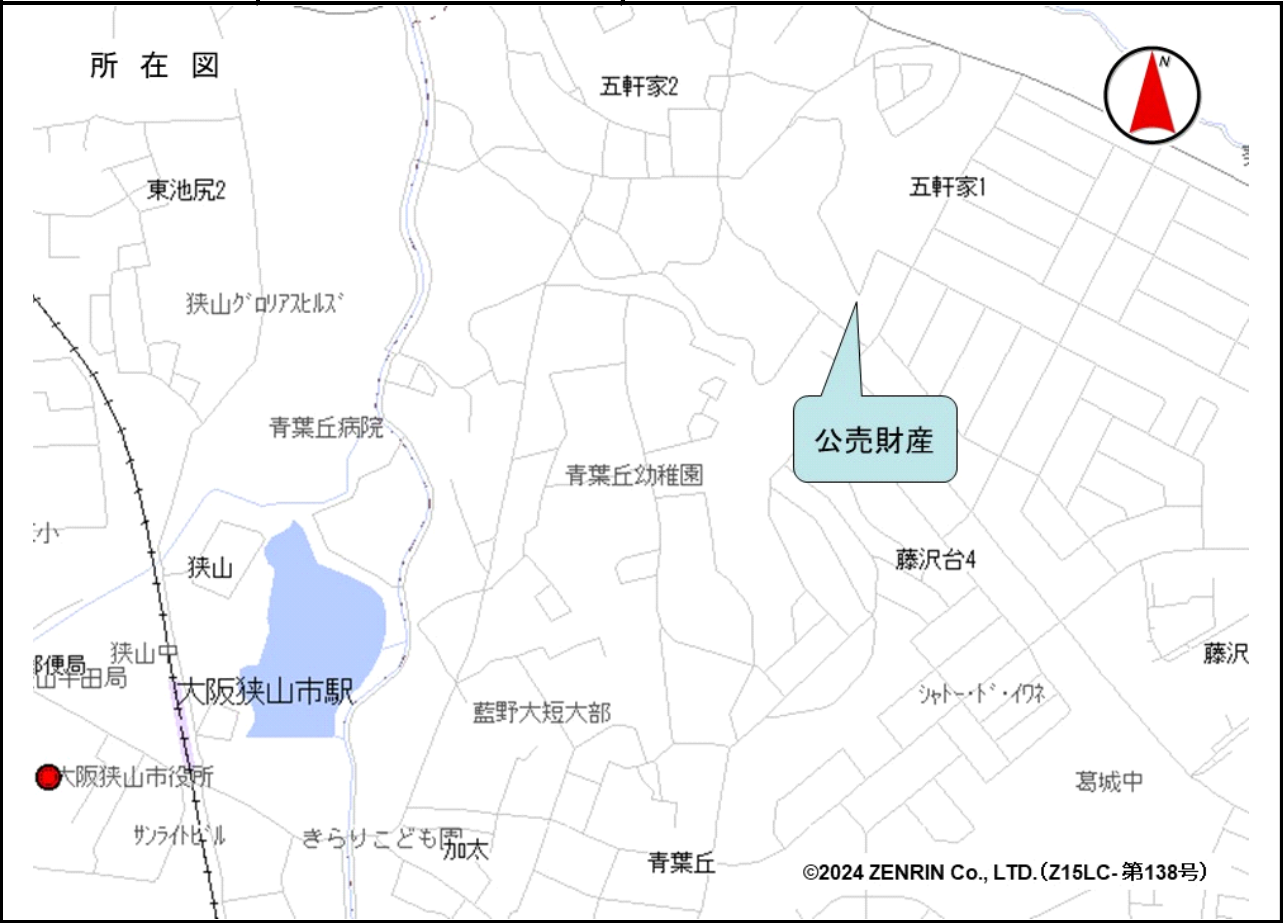 所 在 図
N
五軒家2
東池尻2
五軒家1
狭山ｸﾞﾛﾘｱｽﾋﾙｽﾞ
青葉丘病院
公売財産
青葉丘幼稚園
小
狭山
藤沢台4
狭山中
郵便局
大阪狭山市駅
藤沢
ｼｬﾄｰ･ﾄﾞ･ｲﾜﾈ
藍野大短大部
大阪狭山市役所
葛城中
ｻﾝﾗｲﾄﾋﾞﾙ
きらりこども園
加太
青葉丘
©2024 ZENRIN Co., LTD.（Z15LC-第138号）